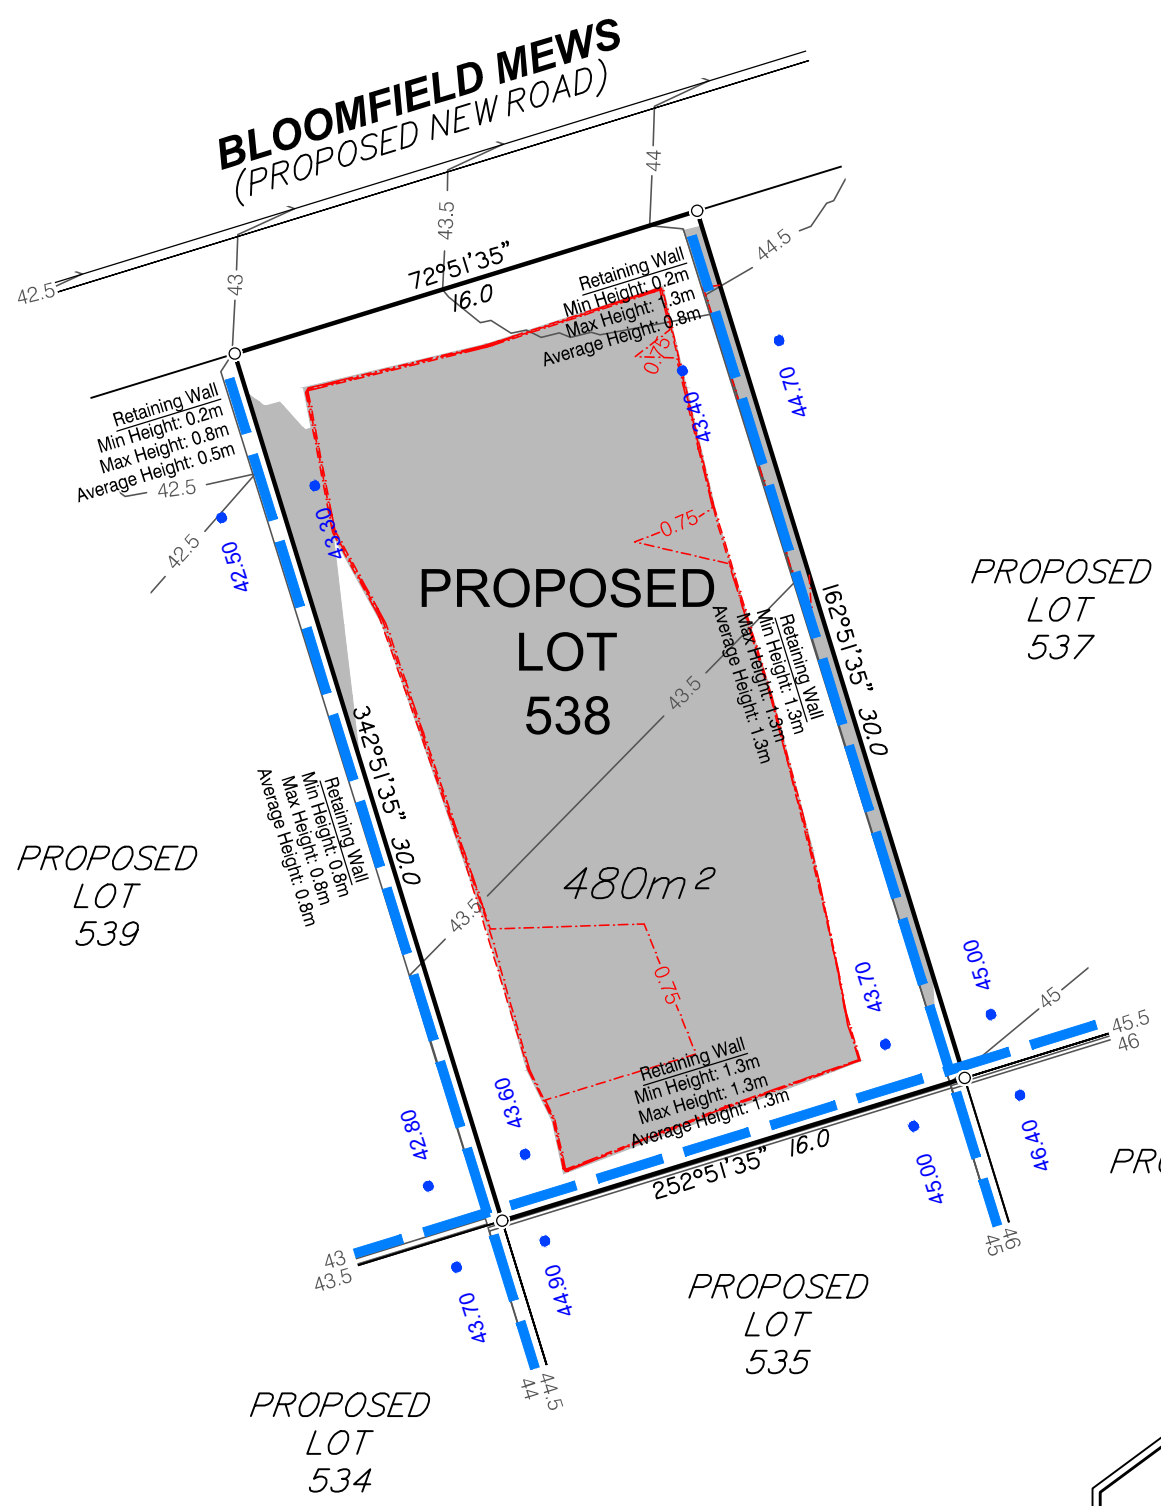 BLOOMFIELD MEWS
(PROPOSED NEW ROAD)
42.5
43
43.5
44
44.5
72°51'35"
16.0
Retaining Wall
Min Height: 0.2m
Max Height: 1.3m
Average Height: 0.8m
0.75
43.40
44.70
Retaining Wall
Min Height: 0.2m
Max Height: 0.8m
Average Height: 0.5m
42.5
42.5
42.50
43.30
0.75
PROPOSED
LOT
538
PROPOSED
LOT
537
162°51'35" 30.0
Retaining Wall
Min Height: 1.3m
Max Height: 1.3m
Average Height: 1.3m
43.5
342°51'35" 30.0
Retaining Wall
Min Height: 0.8m
Max Height: 0.8m
Average Height: 0.8m
PROPOSED
LOT
539
480m²
43.5
0.75
43.70
45.00
45
45.5
46
Retaining Wall
Min Height: 1.3m
Max Height: 1.3m
Average Height: 1.3m
43.60
42.80
252°51'35" 16.0
45.00
46.40
PRO
45
46
43
43.5
43.70
44.90
44
44.5
PROPOSED
LOT
535
PROPOSED
LOT
534